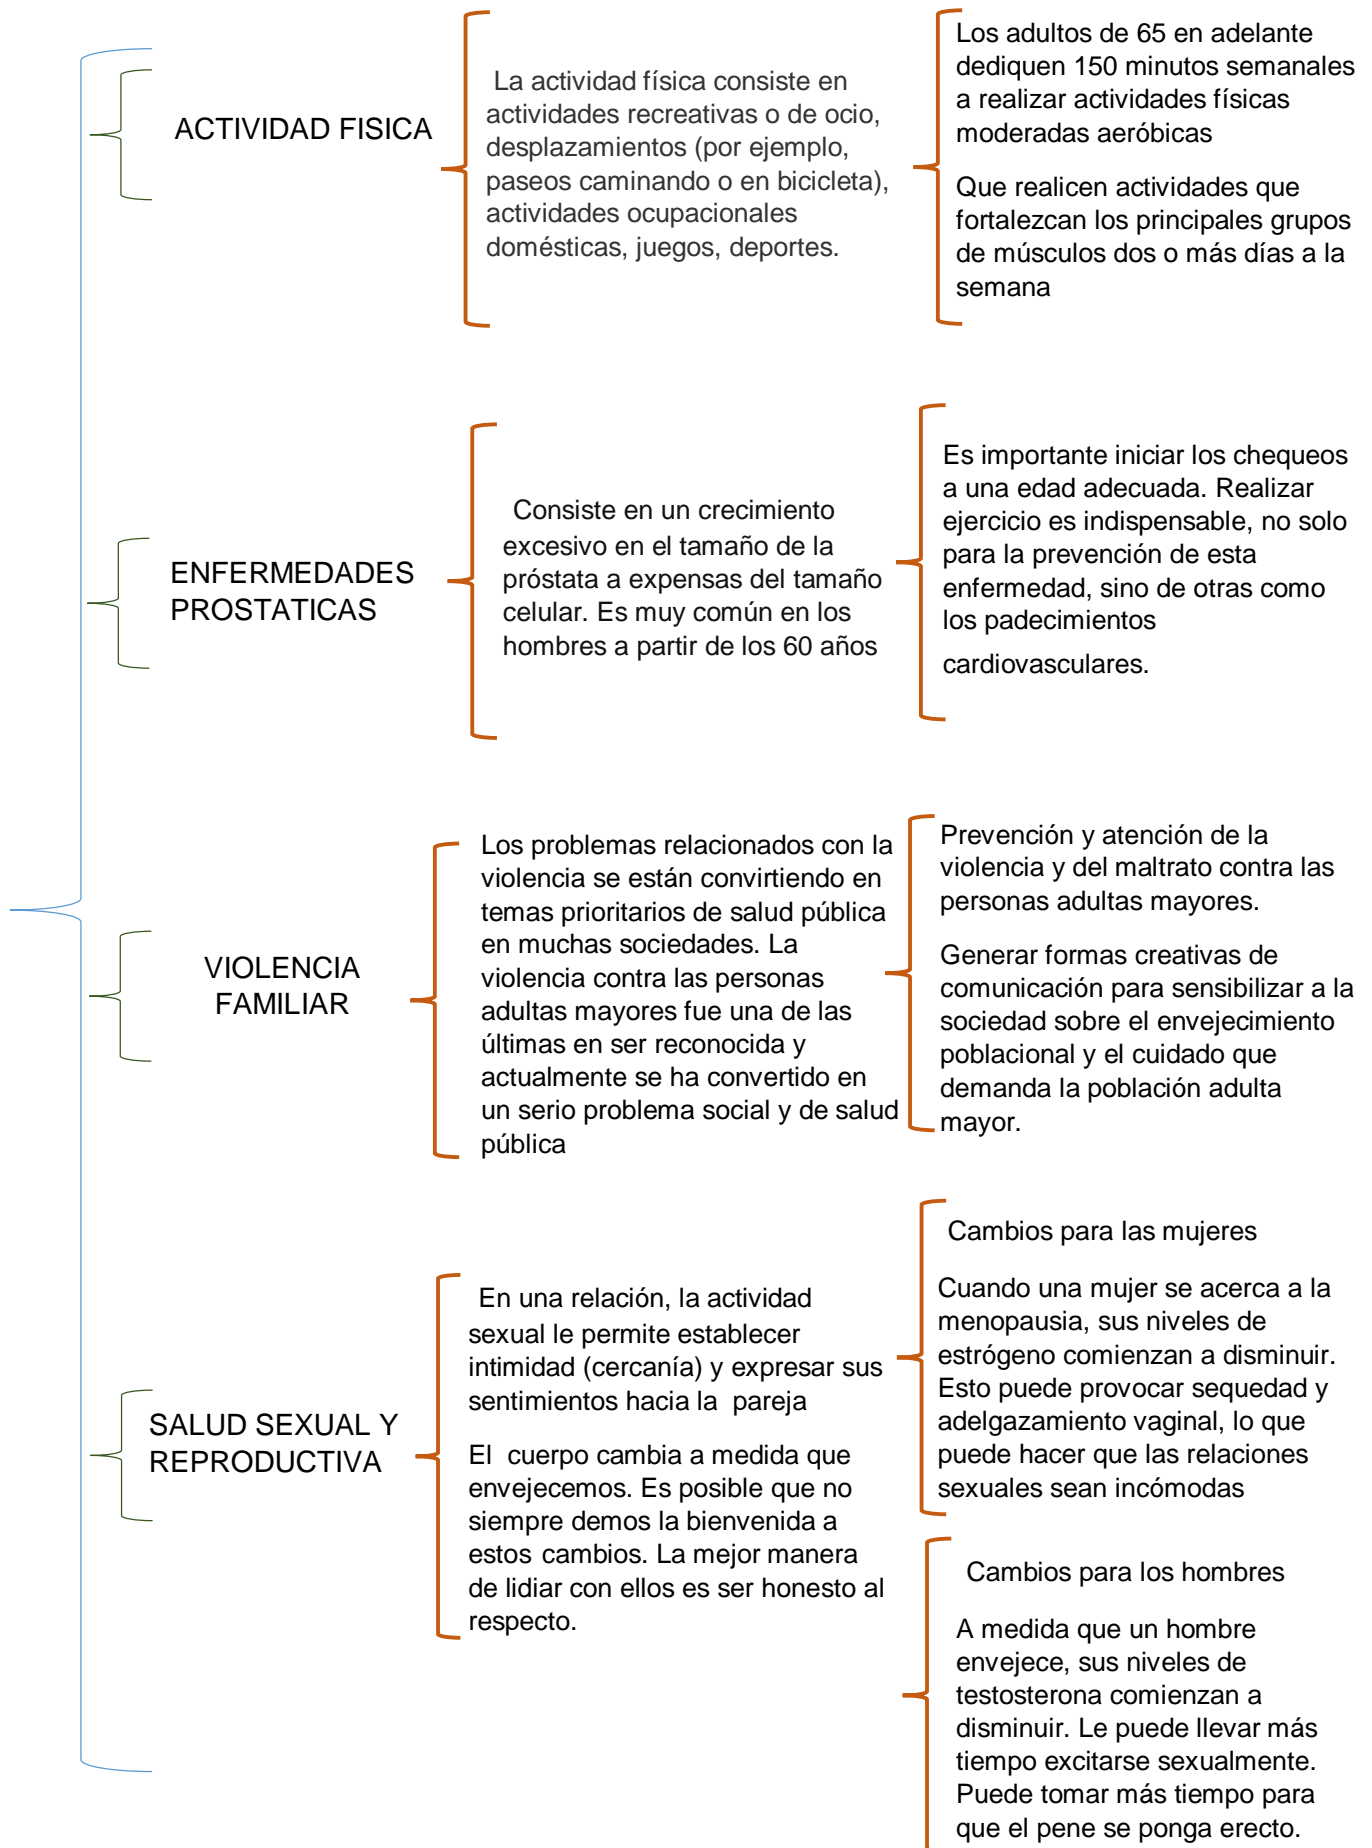 ACTIVIDAD FISICA
La actividad física consiste en
actividades recreativas o de ocio,
desplazamientos (por ejemplo,
paseos caminando o en bicicleta),
actividades ocupacionales
domésticas, juegos, deportes.
Los adultos de 65 en adelante
dediquen 150 minutos semanales
a realizar actividades físicas
moderadas aeróbicas
Que realicen actividades que
fortalezcan los principales grupos
de músculos dos o más días a la
semana
ENFERMEDADES
PROSTATICAS
Consiste en un crecimiento
excesivo en el tamaño de la
próstata a expensas del tamaño
celular. Es muy común en los
hombres a partir de los 60 años
Es importante iniciar los chequeos
a una edad adecuada. Realizar
ejercicio es indispensable, no solo
para la prevención de esta
enfermedad, sino de otras como
los padecimientos
cardiovasculares.
VIOLENCIA
FAMILIAR
Los problemas relacionados con la
violencia se están convirtiendo en
temas prioritarios de salud pública
en muchas sociedades. La
violencia contra las personas
adultas mayores fue una de las
últimas en ser reconocida y
actualmente se ha convertido en
un serio problema social y de salud
pública
Prevención y atención de la
violencia y del maltrato contra las
personas adultas mayores.
Generar formas creativas de
comunicación para sensibilizar a la
sociedad sobre el envejecimiento
poblacional y el cuidado que
demanda la población adulta
mayor.
SALUD SEXUAL Y
REPRODUCTIVA
En una relación, la actividad
sexual le permite establecer
intimidad (cercanía) y expresar sus
sentimientos hacia la pareja
El cuerpo cambia a medida que
envejecemos. Es posible que no
siempre demos la bienvenida a
estos cambios. La mejor manera
de lidiar con ellos es ser honesto al
respecto.
Cambios para las mujeres
Cuando una mujer se acerca a la
menopausia, sus niveles de
estrógeno comienzan a disminuir.
Esto puede provocar sequedad y
adelgazamiento vaginal, lo que
puede hacer que las relaciones
sexuales sean incómodas
Cambios para los hombres
A medida que un hombre
envejece, sus niveles de
testosterona comienzan a
disminuir. Le puede llevar más
tiempo excitarse sexualmente.
Puede tomar más tiempo para
que el pene se ponga erecto.